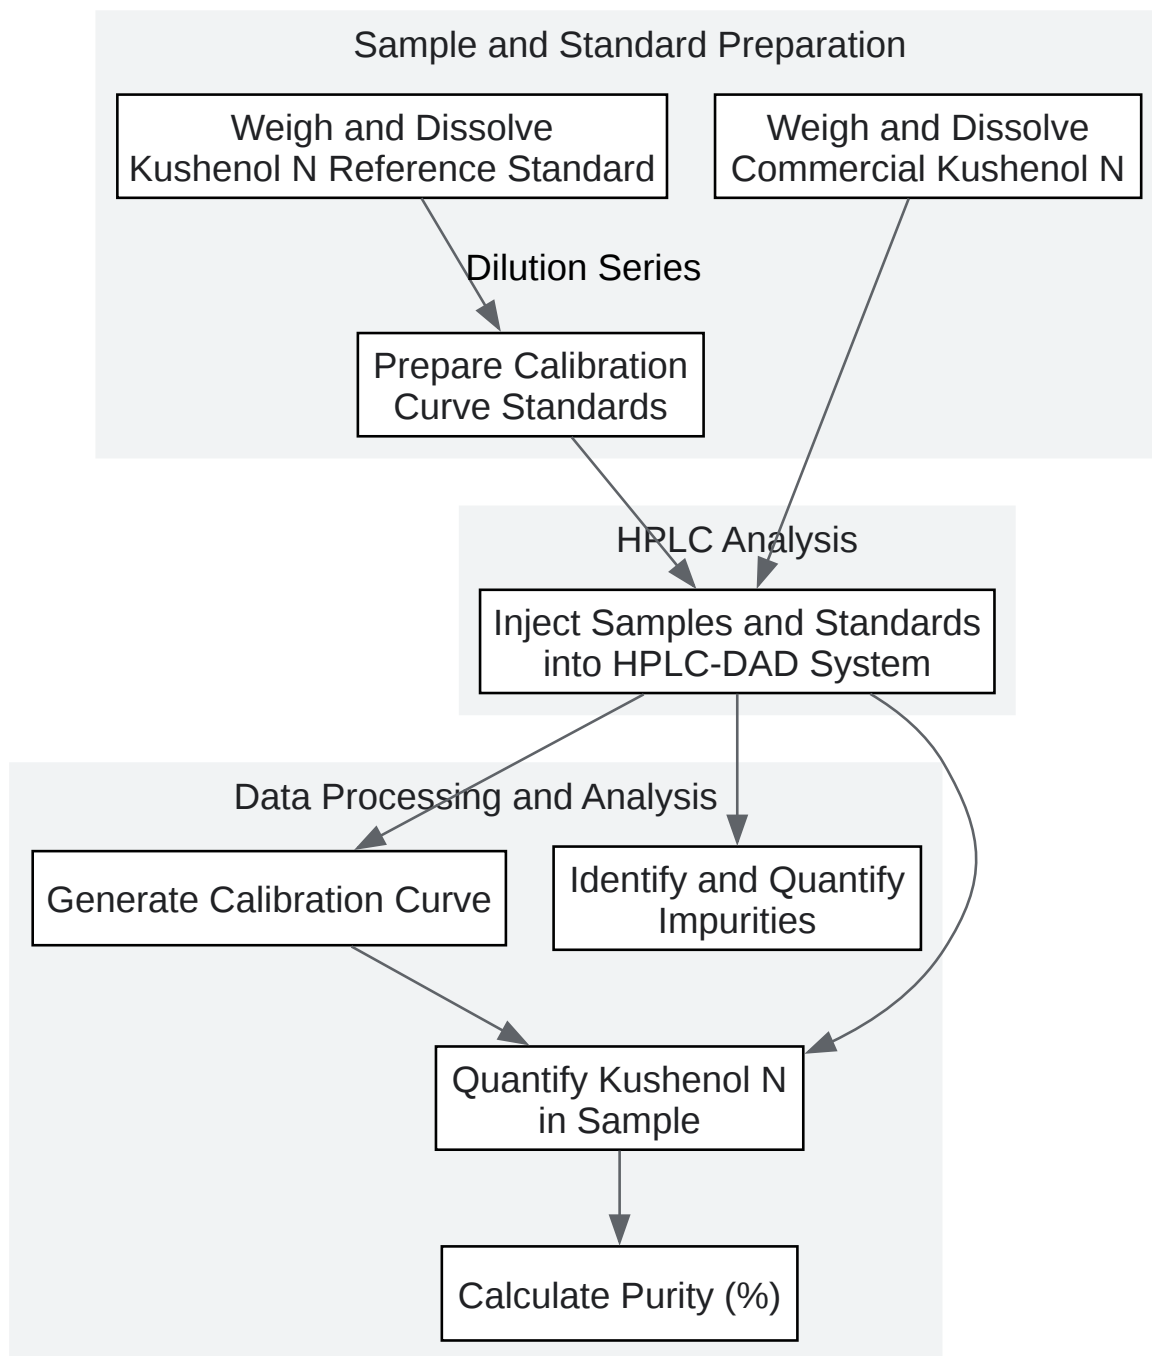 Sample and Standard Preparation
Weigh and Dissolve
Kushenol N Reference Standard
Weigh and Dissolve
Commercial Kushenol N
Dilution Series
Prepare Calibration
Curve Standards
HPLC Analysis
Inject Samples and Standards
into HPLC-DAD System
Data Processing and Analysis
Generate Calibration Curve
Identify and Quantify
Impurities
Quantify Kushenol N
in Sample
Calculate Purity (%)